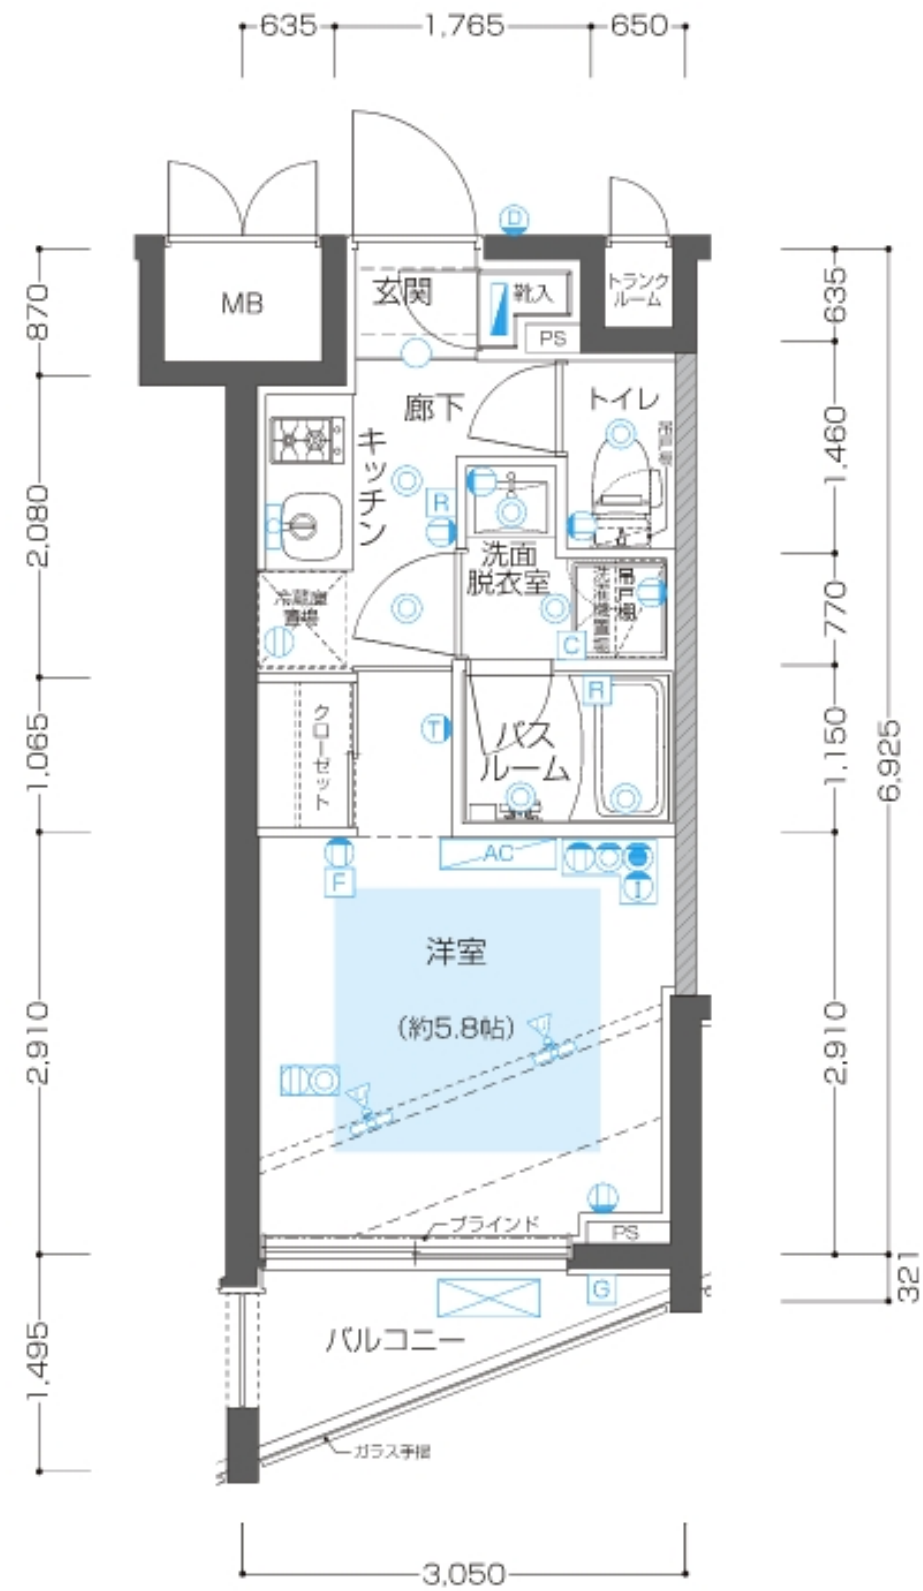 635
1,765
650
D
MB
玄関
靴入
トランク
ルーム
PS
870
635
廊下
トイレ
吊戸棚
キッチン
R
1,460
2,080
洗面
脱衣室
冷蔵庫
置場
吊戸棚
洗濯機置場
C
770
クローゼット
T
R
バス
ルーム
1,065
1,150
6,925
AC
F
I
洋室
(約5.8帖)
2,910
2,910
ブラインド
PS
G
321
バルコニー
1,495
ガラス手摺
3,050